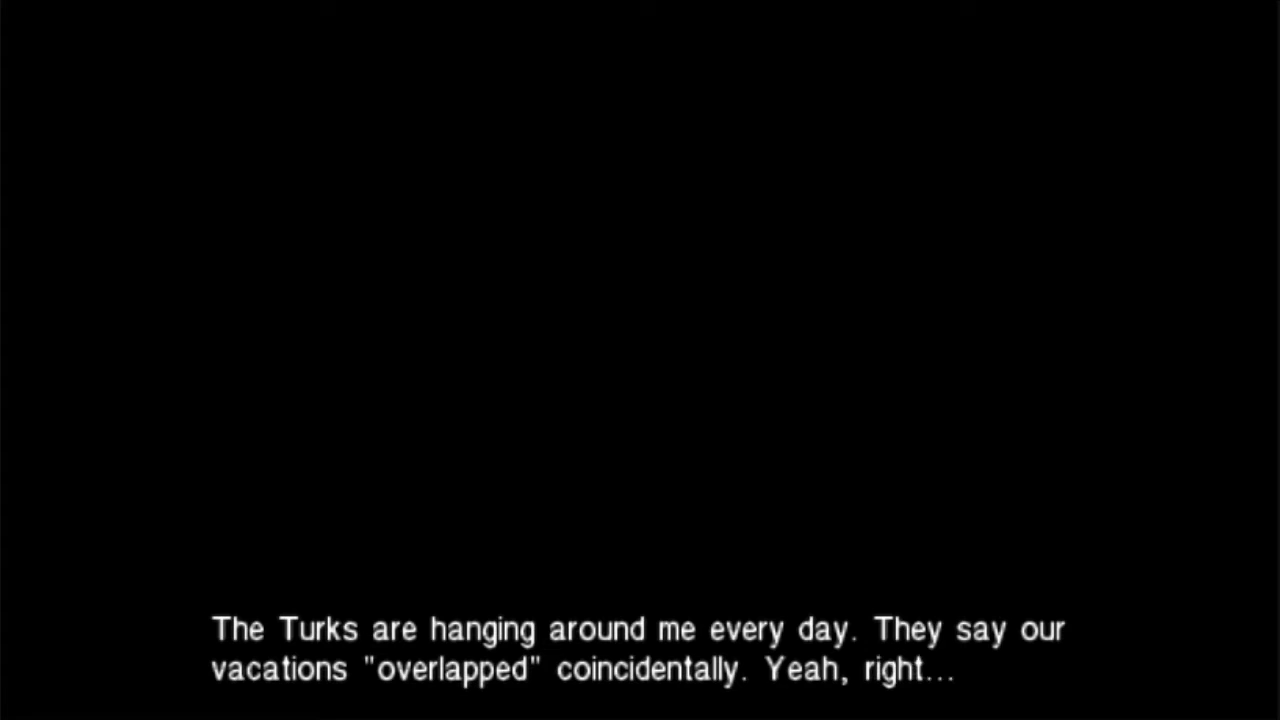 The Turks are hanging around me every day. They say our
vacations "overlapped" coincidentally. Yeah, right...